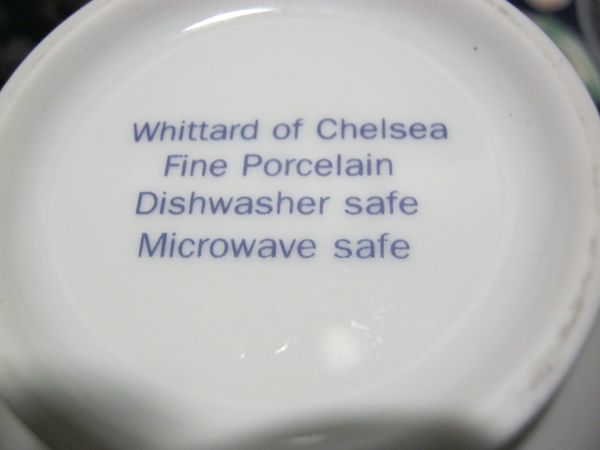 Whittard of Chelsea
Fine Porcelain
Dishwasher safe
Microwave safe